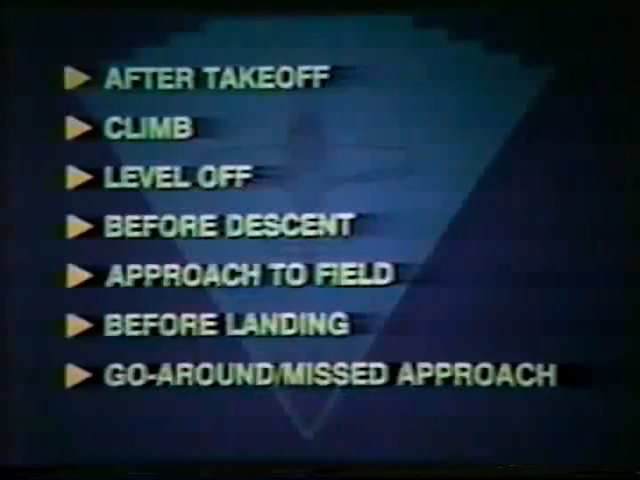 AFTER TAKEOFF
CLIMB
LEVEL OFF
BEFORE DESCENT
APPROACH TO FIELD
BEFORE LANDING
GO-AROUND/MISSED APPROACH